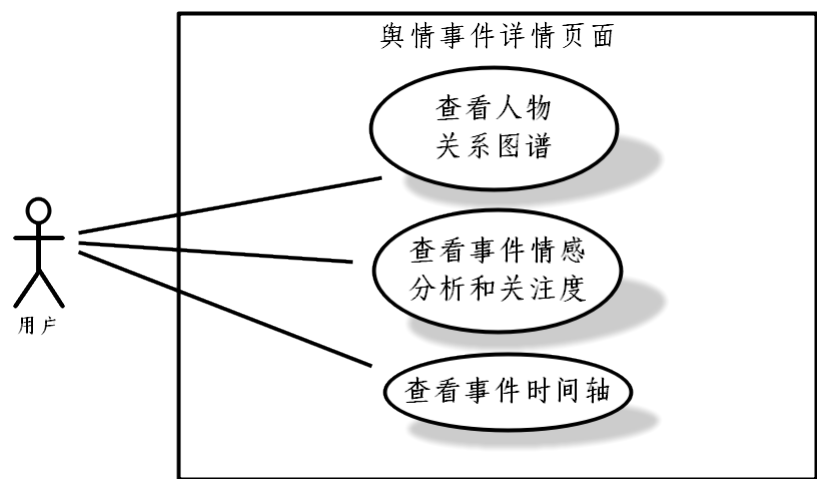 舆情事件详情页面
查看人物
关系图谱
查看事件情感
分析和关注度
查看事件时间轴
用户